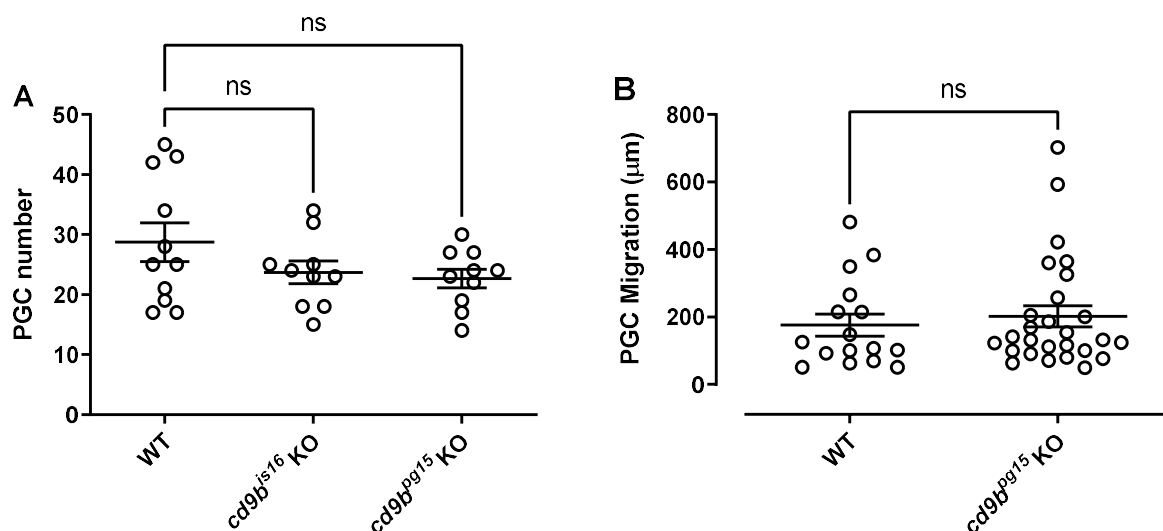 ns
A
ns
PGC number
50
40
30
20
10
0
WT
cd9b^is16 KO
cd9b^pg15 KO
B
ns
PGC Migration (μm)
800
600
400
200
0
WT
cd9b^pg15 KO